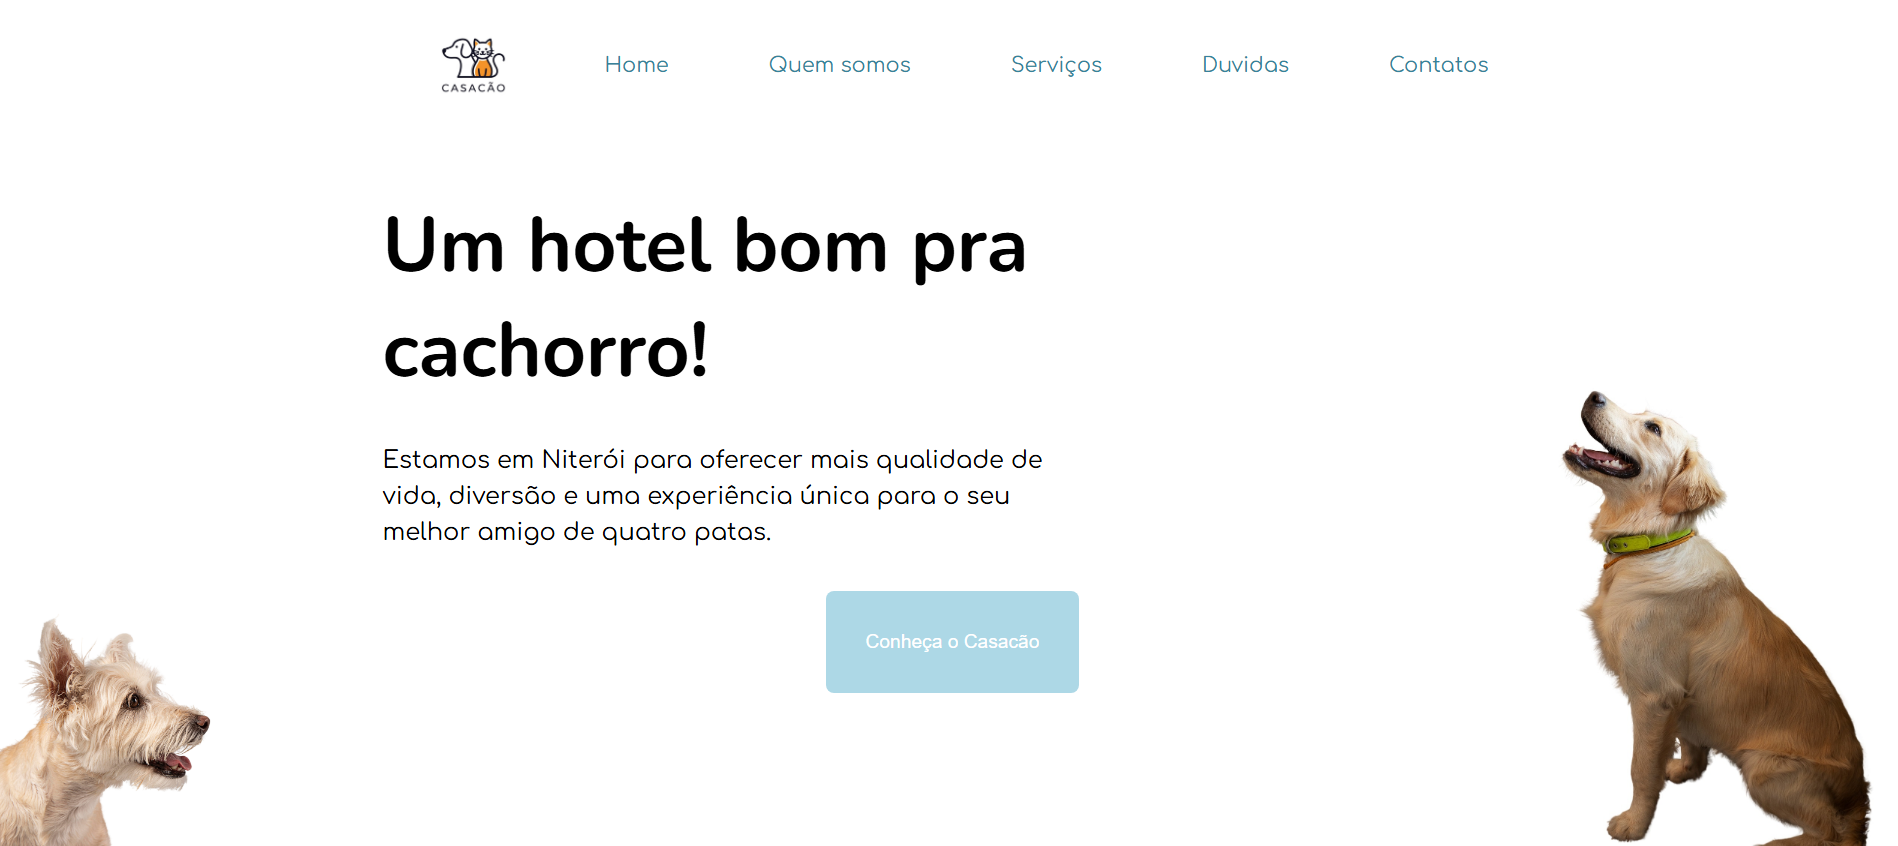 CASACÃO
Home
Quem somos
Serviços
Duvidas
Contatos
Um hotel bom pra
cachorro!
Estamos em Niterói para oferecer mais qualidade de
vida, diversão e uma experiência única para o seu
melhor amigo de quatro patas.
Conheça o Casacão